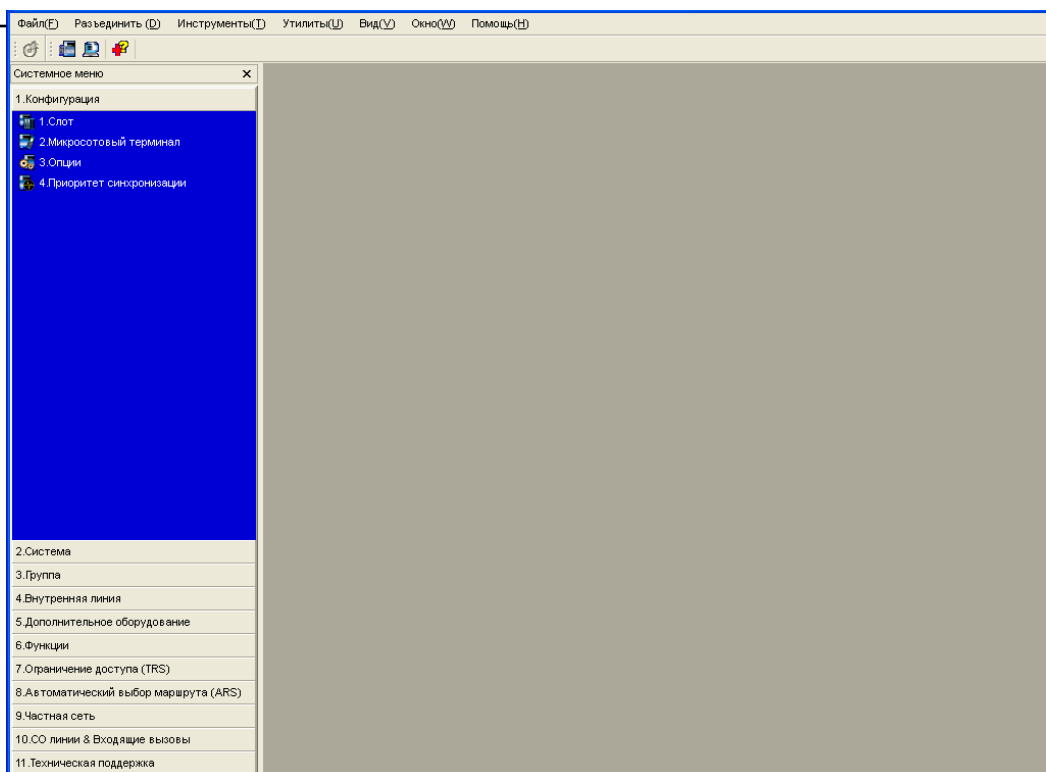 Файл(F) Разъединить (D) Инструменты(T) Утилиты(U) Вид(V) Окно(W) Помощь(H)
Системное меню
1.Конфигурация
1.Слот
2.Микросотовый терминал
3.Опции
4.Приоритет синхронизации
2.Система
3.Группа
4.Внутренняя линия
5.Дополнительное оборудование
6.Функции
7.Ограничение доступа (TRS)
8.Автоматический выбор маршрута (ARS)
9.Частная сеть
10.CO линии & Входящие вызовы
11.Техническая поддержка